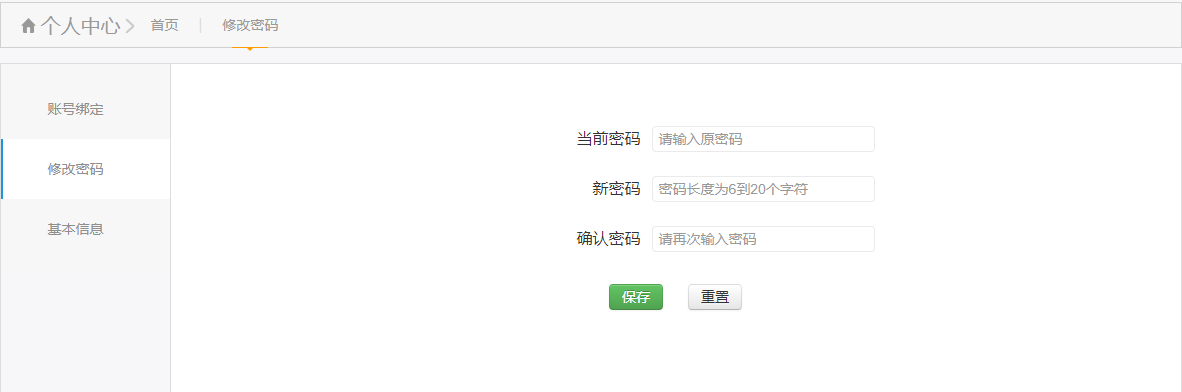 个人中心 首页 | 修改密码
账号绑定
修改密码
基本信息
当前密码 请输入原密码
新密码 密码长度为6到20个字符
确认密码 请再次输入密码
保存 重置